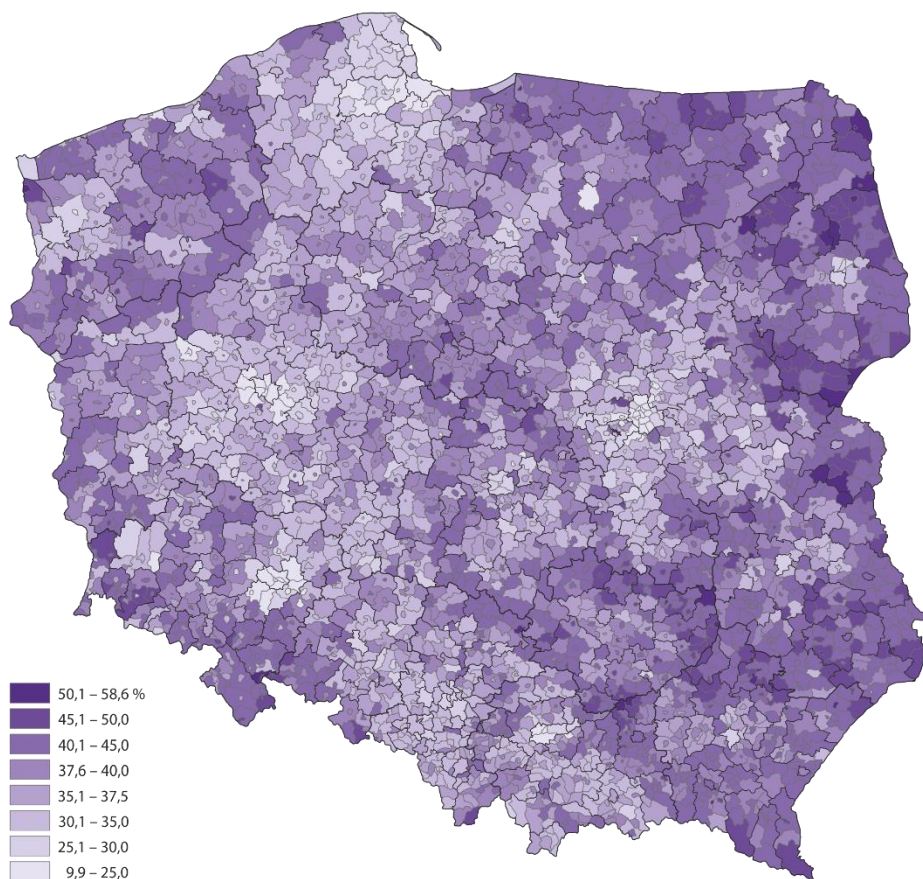 50,1 – 58,6 %
45,1 – 50,0
40,1 – 45,0
37,6 – 40,0
35,1 – 37,5
30,1 – 35,0
25,1 – 30,0
9,9 – 25,0